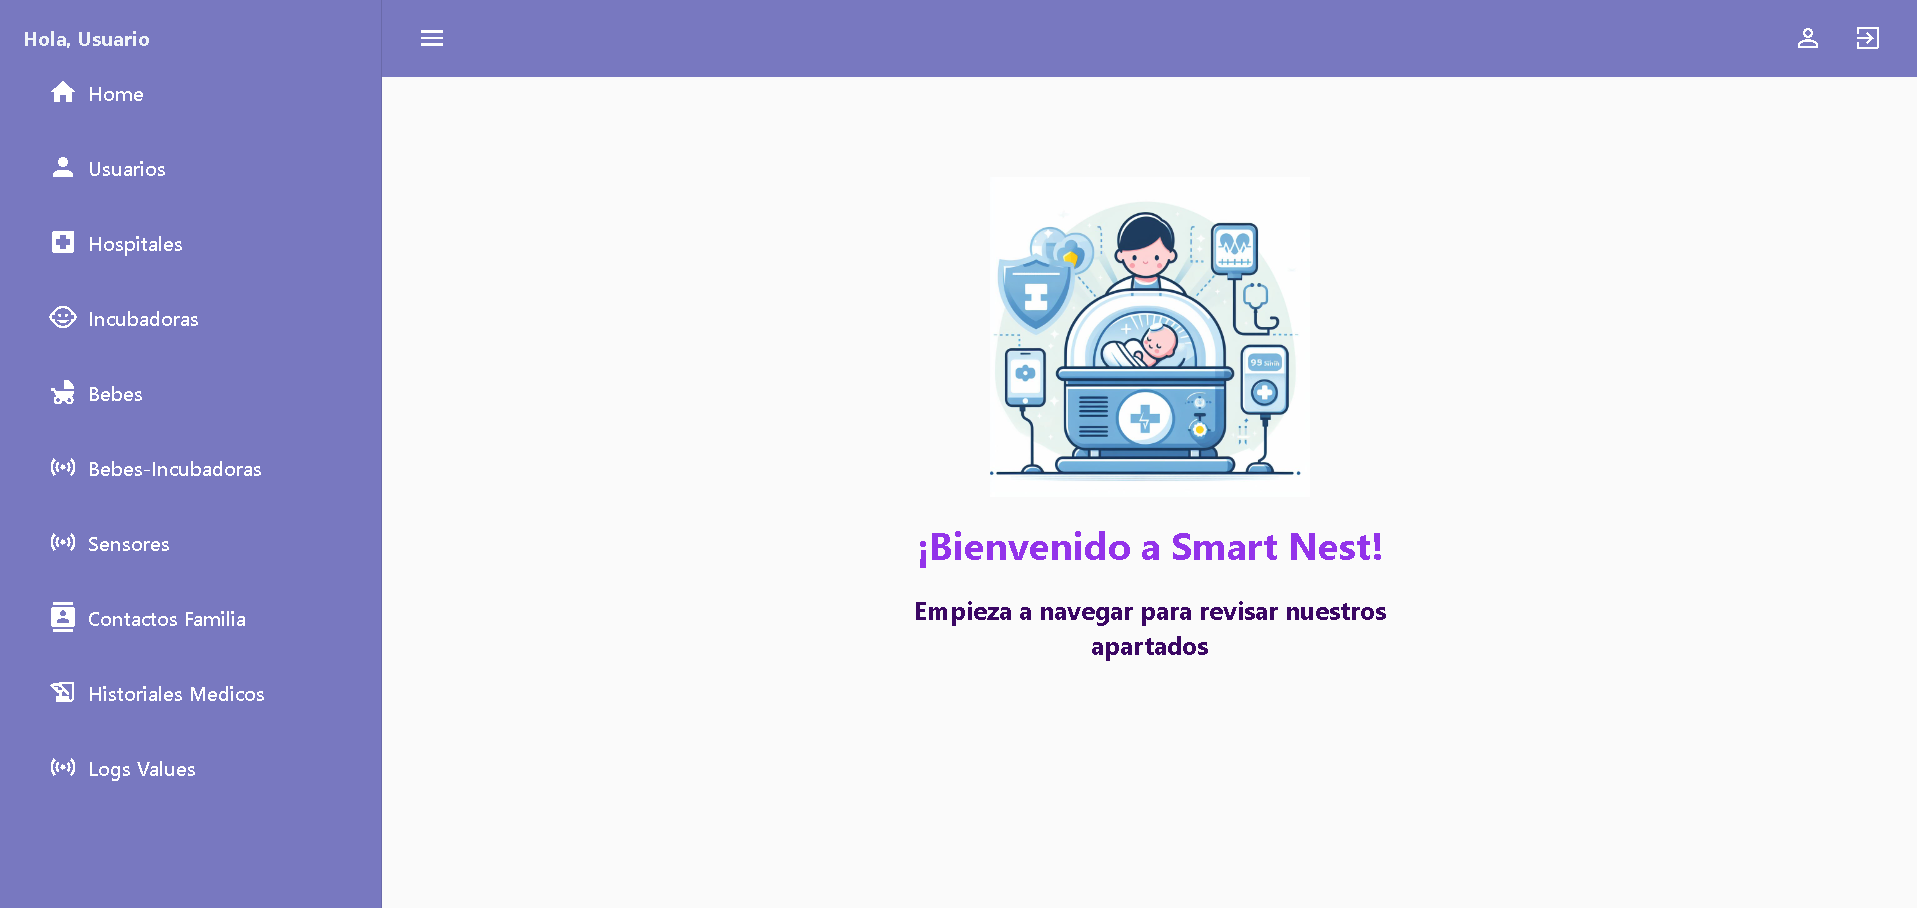 Hola, Usuario
Home
Usuarios
Hospitales
Incubadoras
Bebes
Bebes-Incubadoras
Sensores
Contactos Familia
Historiales Medicos
Logs Values
99
¡Bienvenido a Smart Nest!
Empieza a navegar para revisar nuestros
apartados